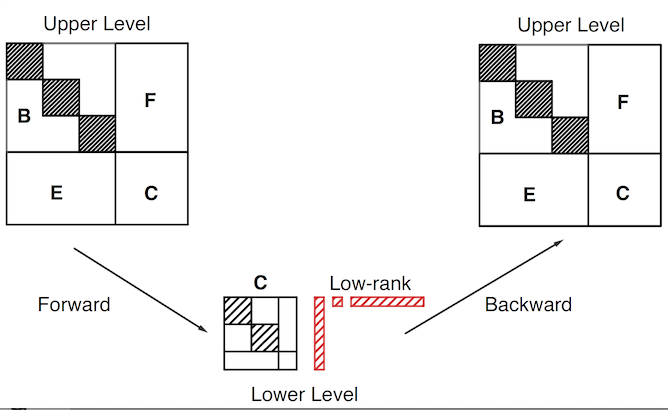 Upper Level
Upper Level
B
F
B
F
E
C
E
C
C
Low-rank
Forward
Backward
Lower Level